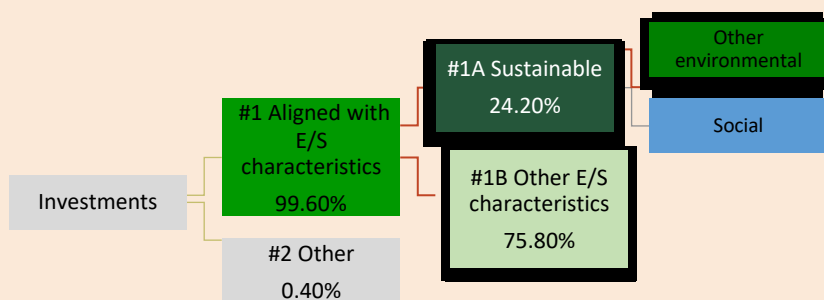 Investments
#1 Aligned with
E/S
characteristics
99.60%
#2 Other
0.40%
#1A Sustainable
24.20%
#1B Other E/S
characteristics
75.80%
Other
environmental
Social